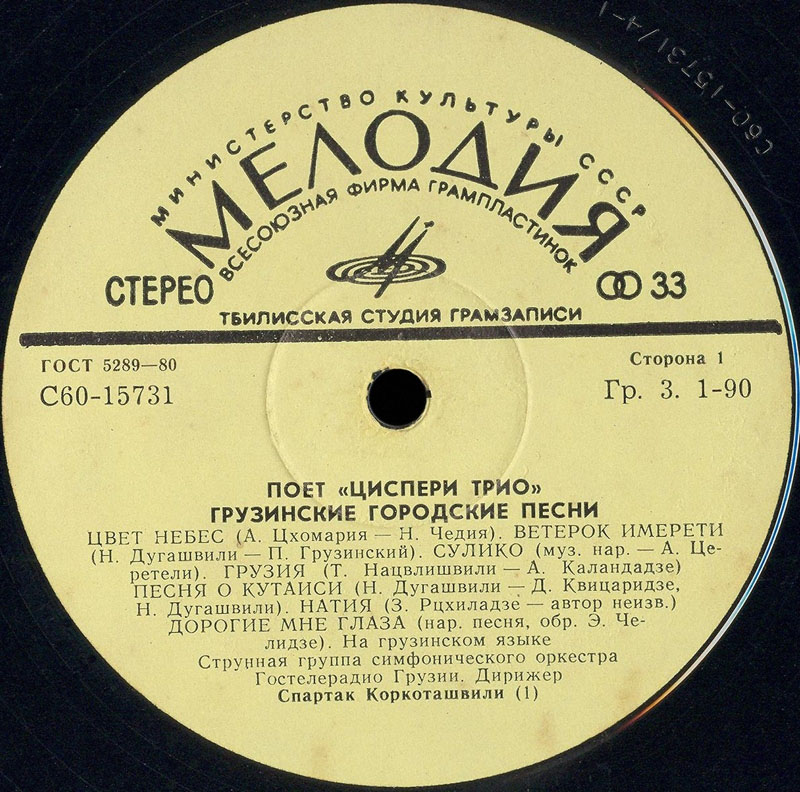 С60-15731/4-1
МИНИСТЕРСТВО КУЛЬТУРЫ СССР
МЕЛОДИЯ
ВСЕСОЮЗНАЯ ФИРМА ГРАМПЛАСТИНОК
СТЕРЕО
33
ТБИЛИССКАЯ СТУДИЯ ГРАМЗАПИСИ
ГОСТ 5289—80
Сторона 1
С60-15731
Гр. 3. 1-90
ПОЕТ «ЦИСПЕРИ ТРИО»
ГРУЗИНСКИЕ ГОРОДСКИЕ ПЕСНИ
ЦВЕТ НЕБЕС (А. Цхомария — Н. Чедия). ВЕТЕРОК ИМЕРЕТИ
(Н. Дугашвили — П. Грузинский). СУЛИКО (муз. нар. — А. Це-
ретели). ГРУЗИЯ (Т. Нацвлишвили — А. Каландадзе)
ПЕСНЯ О КУТАИСИ (Н. Дугашвили — Д. Квицаридзе,
Н. Дугашвили). НАТИЯ (З. Рцхиладзе — автор неизв.)
ДОРОГИЕ МНЕ ГЛАЗА (нар. песня, обр. Э. Че-
лидзе). На грузинском языке
Струнная группа симфонического оркестра
Гостелерадио Грузии. Дирижер
Спартак Коркоташвили (1)